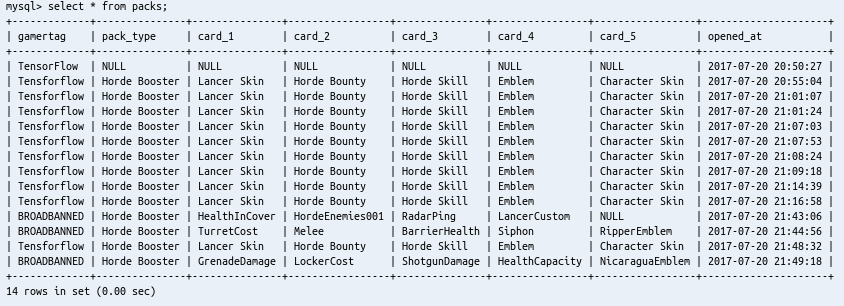 mysql> select * from packs;
+------------+---------------+---------------+-----------------+---------------+----------------+-----------------+---------------------+
| gamertag   | pack_type     | card_1        | card_2          | card_3        | card_4         | card_5          | opened_at           |
+------------+---------------+---------------+-----------------+---------------+----------------+-----------------+---------------------+
| TensorFlow | NULL          | NULL          | NULL            | NULL          | NULL           | NULL            | 2017-07-20 20:50:27 |
| Tensforflow | Horde Booster | Lancer Skin   | Horde Bounty    | Horde Skill   | Emblem         | Character Skin  | 2017-07-20 20:55:04 |
| Tensforflow | Horde Booster | Lancer Skin   | Horde Bounty    | Horde Skill   | Emblem         | Character Skin  | 2017-07-20 21:01:07 |
| Tensforflow | Horde Booster | Lancer Skin   | Horde Bounty    | Horde Skill   | Emblem         | Character Skin  | 2017-07-20 21:01:24 |
| Tensforflow | Horde Booster | Lancer Skin   | Horde Bounty    | Horde Skill   | Emblem         | Character Skin  | 2017-07-20 21:07:03 |
| Tensforflow | Horde Booster | Lancer Skin   | Horde Bounty    | Horde Skill   | Emblem         | Character Skin  | 2017-07-20 21:07:53 |
| Tensforflow | Horde Booster | Lancer Skin   | Horde Bounty    | Horde Skill   | Emblem         | Character Skin  | 2017-07-20 21:08:24 |
| Tensforflow | Horde Booster | Lancer Skin   | Horde Bounty    | Horde Skill   | Emblem         | Character Skin  | 2017-07-20 21:09:18 |
| Tensforflow | Horde Booster | Lancer Skin   | Horde Bounty    | Horde Skill   | Emblem         | Character Skin  | 2017-07-20 21:14:39 |
| Tensforflow | Horde Booster | Lancer Skin   | Horde Bounty    | Horde Skill   | Emblem         | Character Skin  | 2017-07-20 21:16:58 |
| BROADBANNED | Horde Booster | HealthInCover | HordeEnemies001 | RadarPing     | LancerCustom   | NULL            | 2017-07-20 21:43:06 |
| BROADBANNED | Horde Booster | TurretCost    | Melee           | BarrierHealth | Siphon         | RipperEmblem    | 2017-07-20 21:44:56 |
| Tensforflow | Horde Booster | Lancer Skin   | Horde Bounty    | Horde Skill   | Emblem         | Character Skin  | 2017-07-20 21:48:32 |
| BROADBANNED | Horde Booster | GrenadeDamage | LockerCost      | ShotgunDamage | HealthCapacity | NicaraguaEmblem | 2017-07-20 21:49:18 |
+------------+---------------+---------------+-----------------+---------------+----------------+-----------------+---------------------+
14 rows in set (0.00 sec)